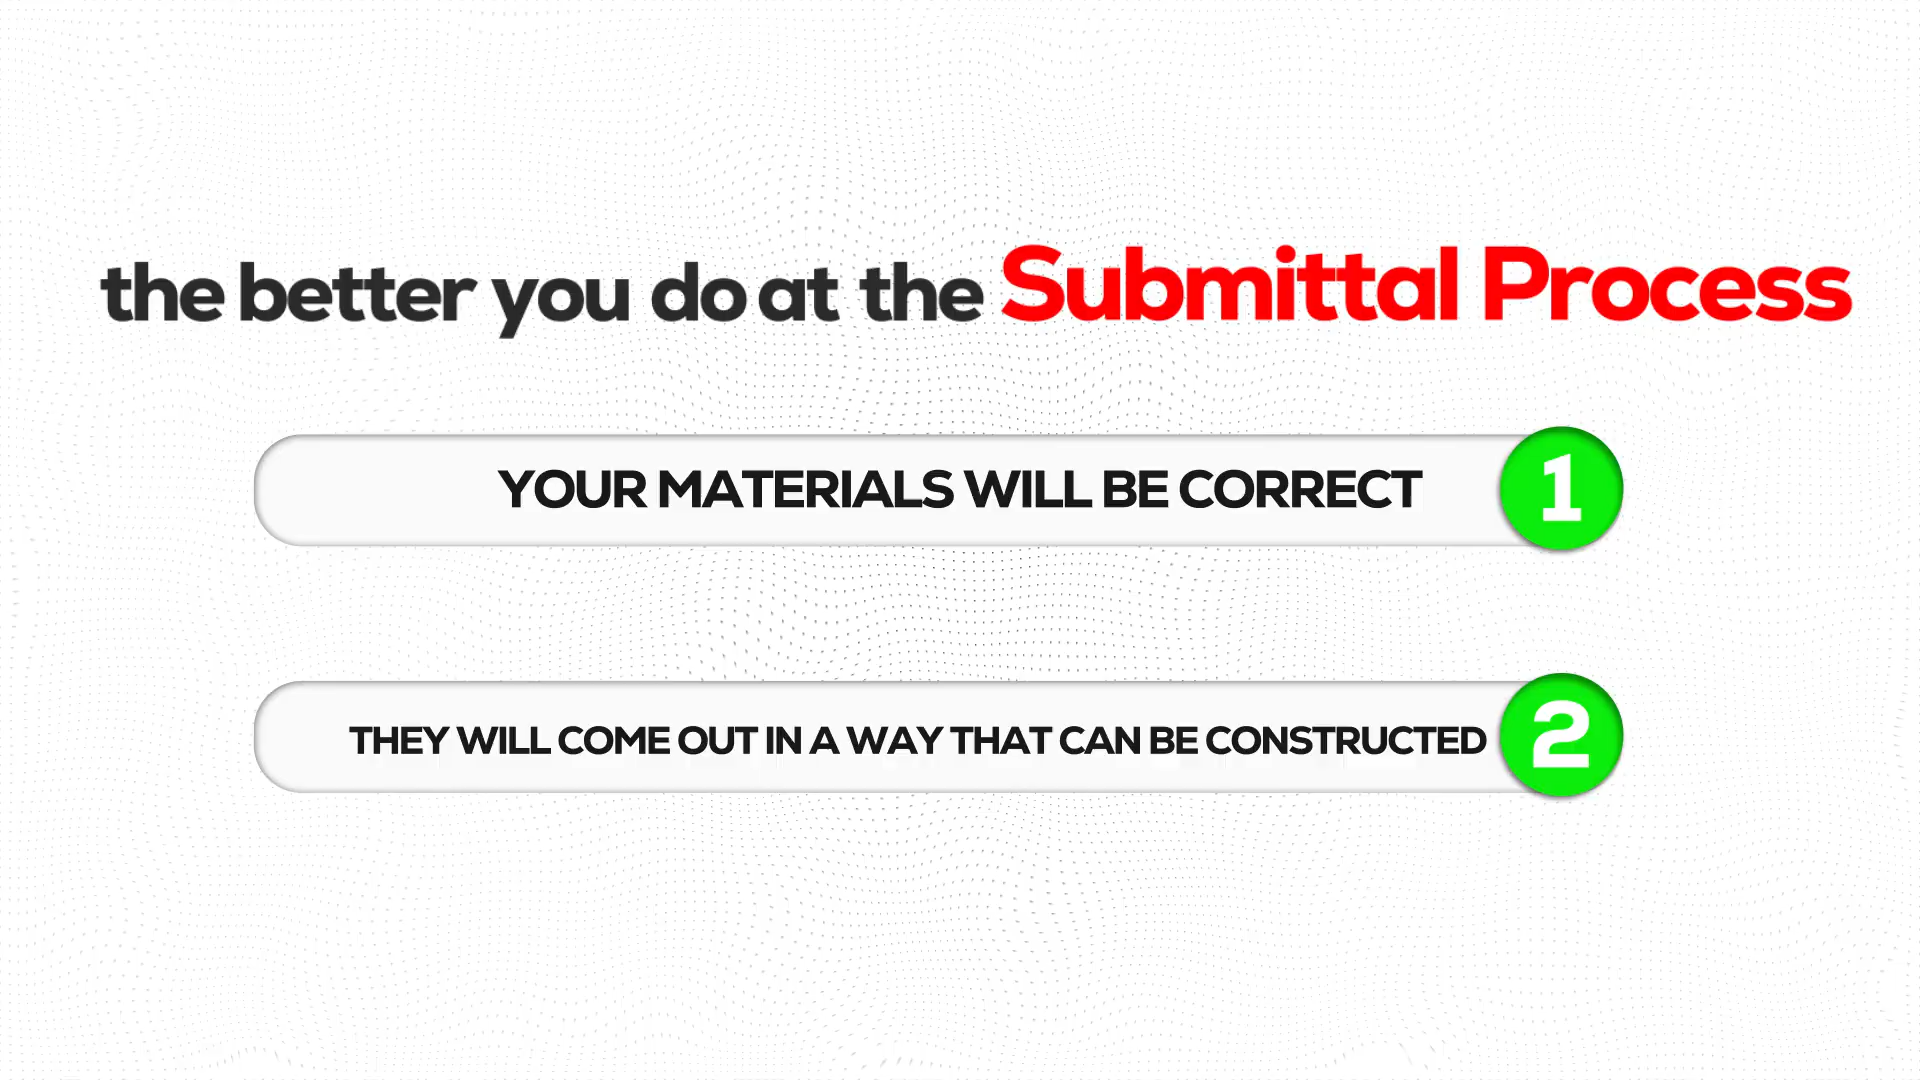 the better you do at the Submittal Process
YOUR MATERIALS WILL BE CORRECT 1
THEY WILL COME OUT IN A WAY THAT CAN BE CONSTRUCTED 2